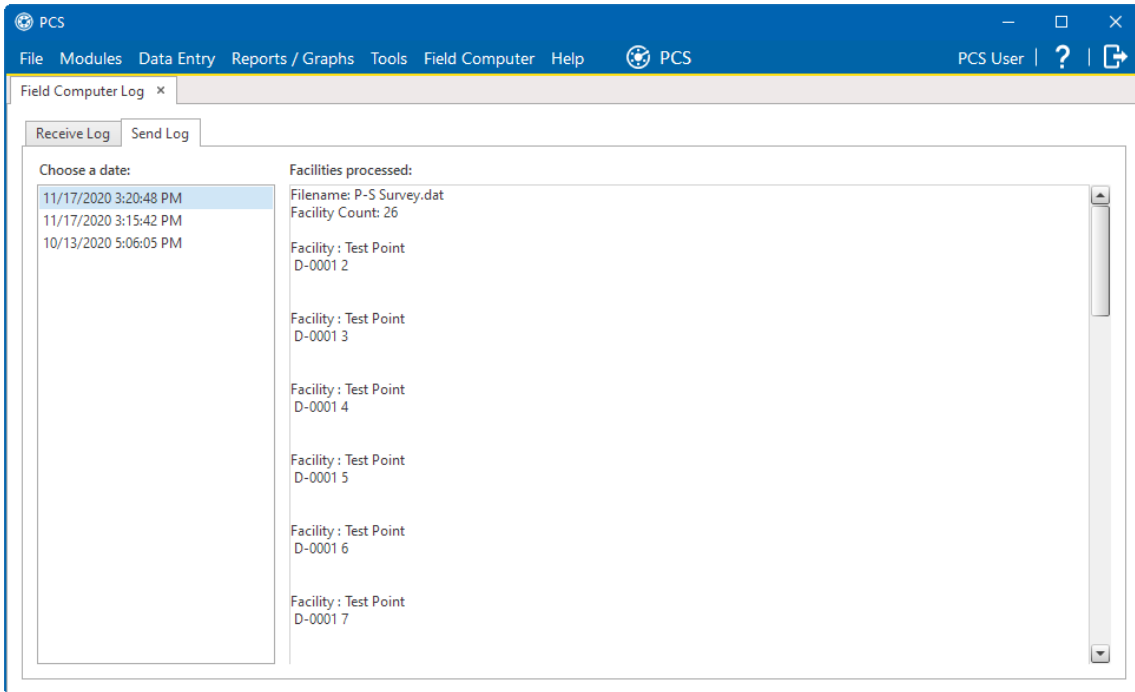 PCS
File Modules Data Entry Reports / Graphs Tools Field Computer Help PCS PCS User | ? |
Field Computer Log ×
Receive Log Send Log
Choose a date:
11/17/2020 3:20:48 PM
11/17/2020 3:15:42 PM
10/13/2020 5:06:05 PM
Facilities processed:
Filename: P-S Survey.dat
Facility Count: 26
Facility : Test Point
D-0001 2
Facility : Test Point
D-0001 3
Facility : Test Point
D-0001 4
Facility : Test Point
D-0001 5
Facility : Test Point
D-0001 6
Facility : Test Point
D-0001 7